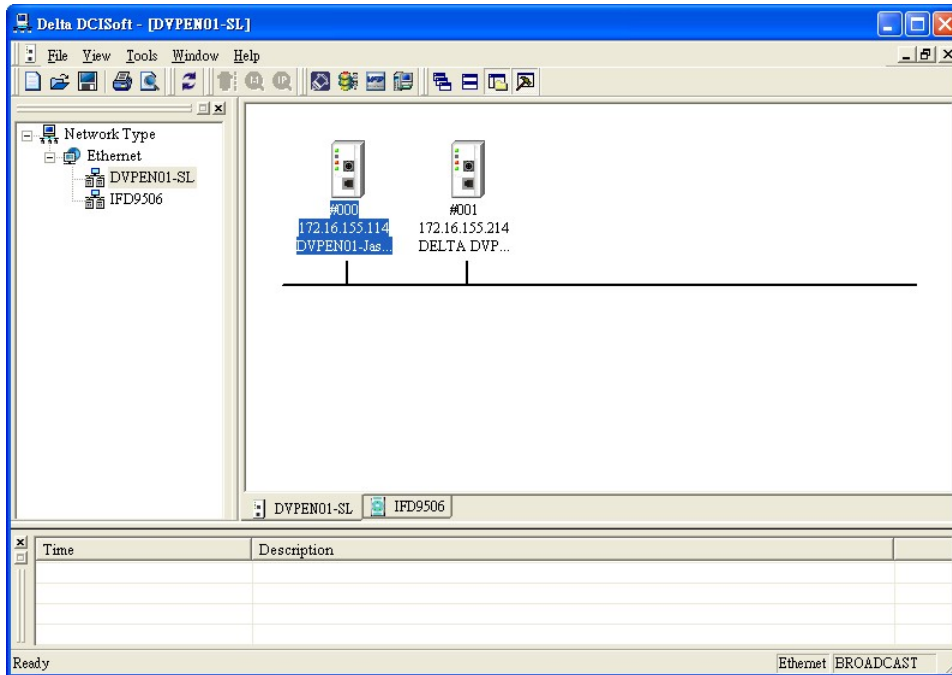 Delta DCISoft - [DVPEN01-SL]
File View Tools Window Help
Network Type
Ethernet
DVPEN01-SL
IFD9506
#000
172.16.155.114
DVPEN01-Jas...
#001
172.16.155.214
DELTA DVP...
DVPEN01-SL IFD9506
Time Description
Ready Ethernet BROADCAST